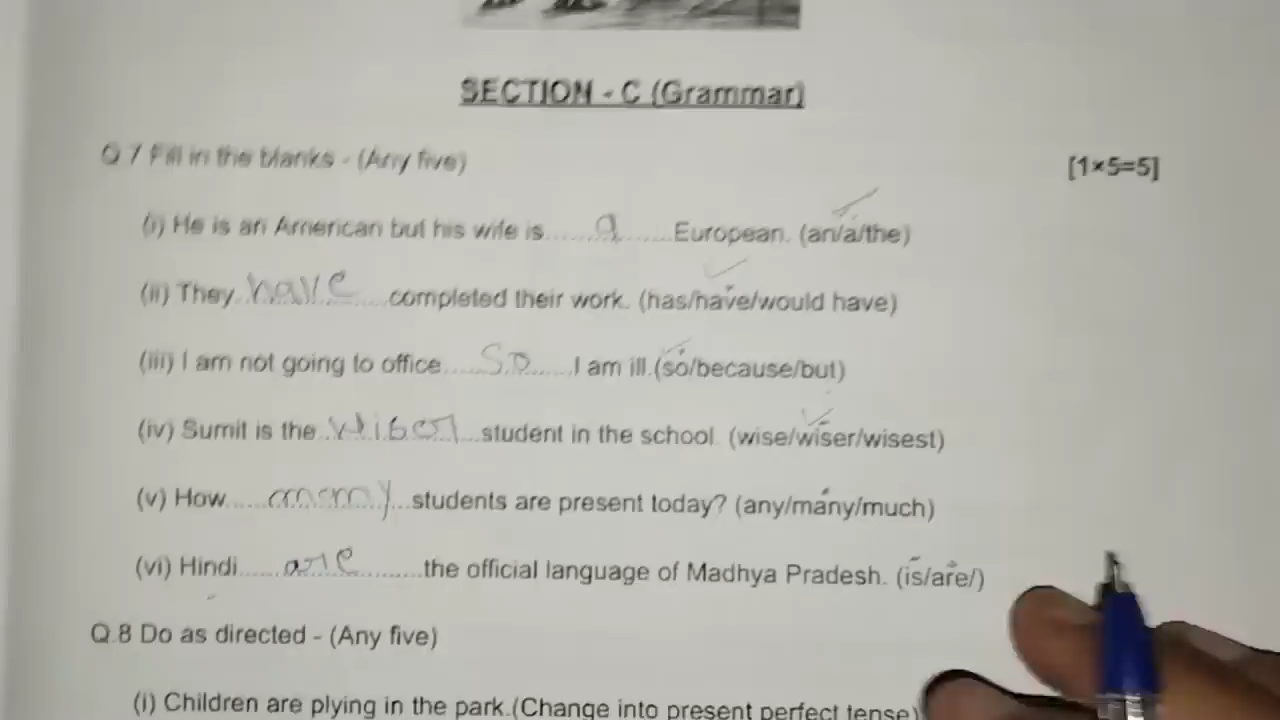 SECTION - C (Grammar)
Q.7 Fill in the blanks - (Any five) [1×5=5]
(i) He is an American but his wife is......a.......European. (an/a/the)
(ii) They..have......completed their work. (has/have/would have)
(iii) I am not going to office......so......I am ill.(so/because/but)
(iv) Sumit is the..wiser...student in the school. (wise/wiser/wisest)
(v) How.....many...students are present today? (any/many/much)
(vi) Hindi......are.........the official language of Madhya Pradesh. (is/are/)
Q.8 Do as directed - (Any five)
(i) Children are plying in the park.(Change into present perfect tense)